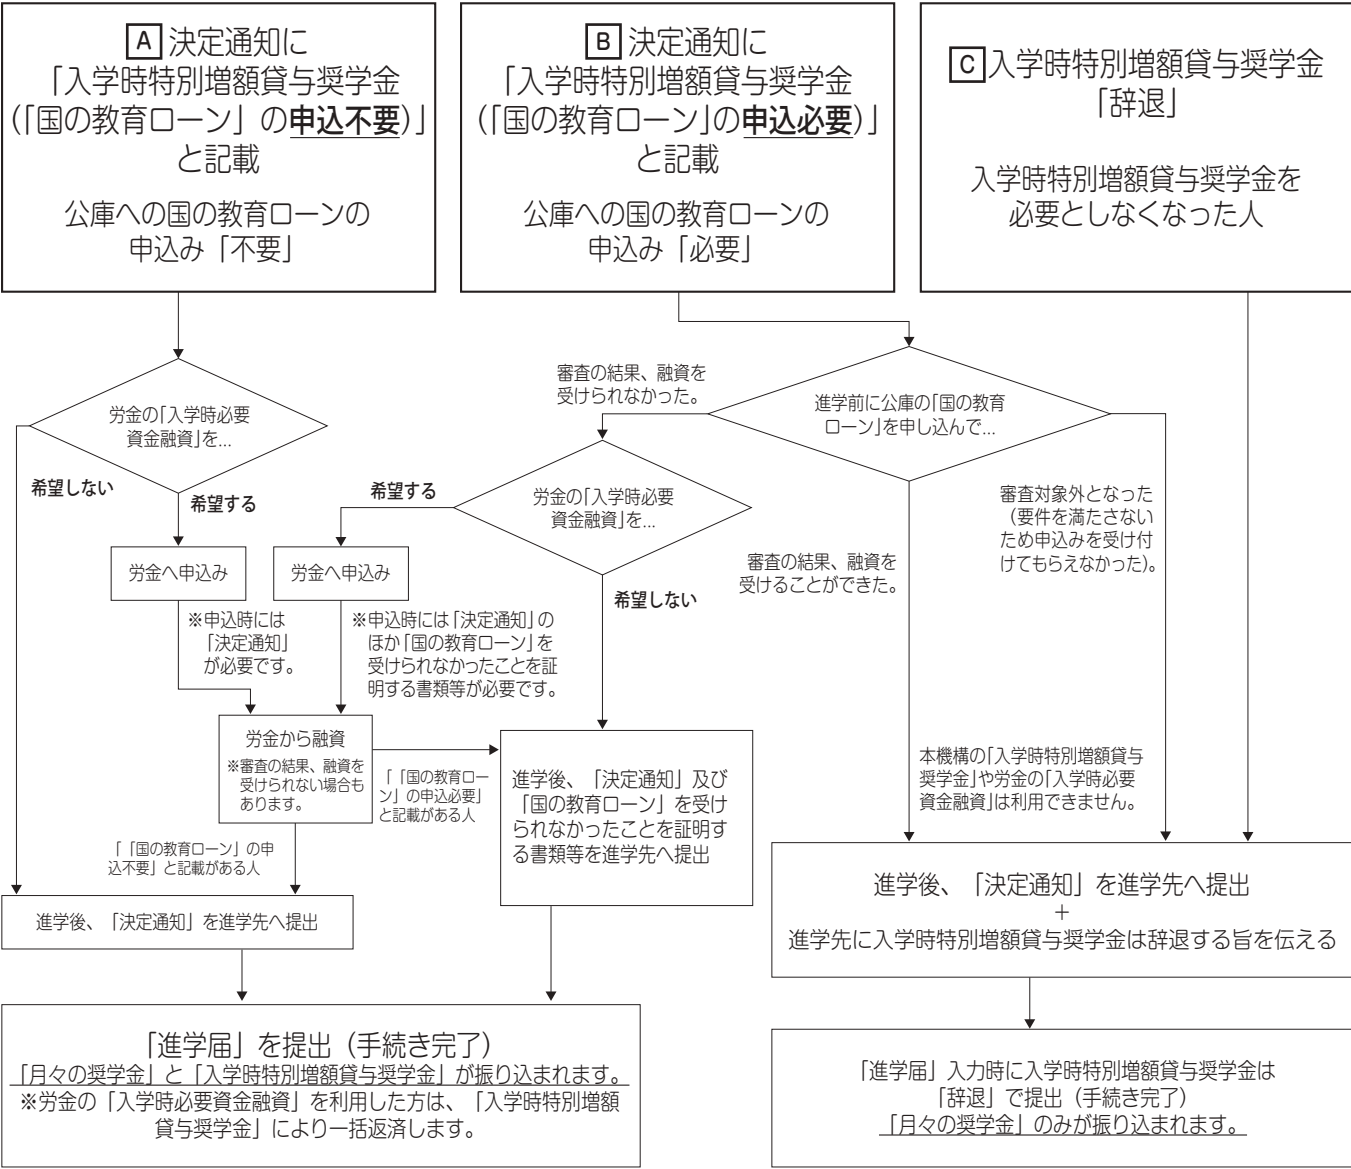 A 決定通知に
「入学時特別増額貸与奨学金
(「国の教育ローン」の申込不要)」
と記載
公庫への国の教育ローンの
申込み「不要」
B 決定通知に
「入学時特別増額貸与奨学金
(「国の教育ローン」の申込必要)」
と記載
公庫への国の教育ローンの
申込み「必要」
C 入学時特別増額貸与奨学金
「辞退」
入学時特別増額貸与奨学金を
必要としなくなった人
労金の「入学時必要
資金融資」を...
希望しない
希望する
労金へ申込み
※申込時には
「決定通知」
が必要です。
進学前に公庫の「国の教育
ローン」を申し込んで...
審査の結果、融資を
受けられなかった。
労金の「入学時必要
資金融資」を...
希望する
希望しない
労金へ申込み
※申込時には「決定通知」の
ほか「国の教育ローン」を
受けられなかったことを証
明する書類等が必要です。
審査の結果、融資を
受けることができた。
審査対象外となった
（要件を満たさない
ため申込みを受け付
けてもらえなかった）。
労金から融資
※審査の結果、融資を
受けられない場合も
あります。
「「国の教育ロー
ン」の申込必要」
と記載がある人
「「国の教育ローン」の申
込不要」と記載がある人
進学後、「決定通知」及び
「国の教育ローン」を受け
られなかったことを証明す
る書類等を進学先へ提出
本機構の「入学時特別増額貸与
奨学金」や労金の「入学時必要
資金融資」は利用できません。
進学後、「決定通知」を進学先へ提出
進学後、「決定通知」を進学先へ提出
＋
進学先に入学時特別増額貸与奨学金は辞退する旨を伝える
「進学届」を提出（手続き完了）
「月々の奨学金」と「入学時特別増額貸与奨学金」が振り込まれます。
※労金の「入学時必要資金融資」を利用した方は、「入学時特別増額
貸与奨学金」により一括返済します。
「進学届」入力時に入学時特別増額貸与奨学金は
「辞退」で提出（手続き完了）
「月々の奨学金」のみが振り込まれます。